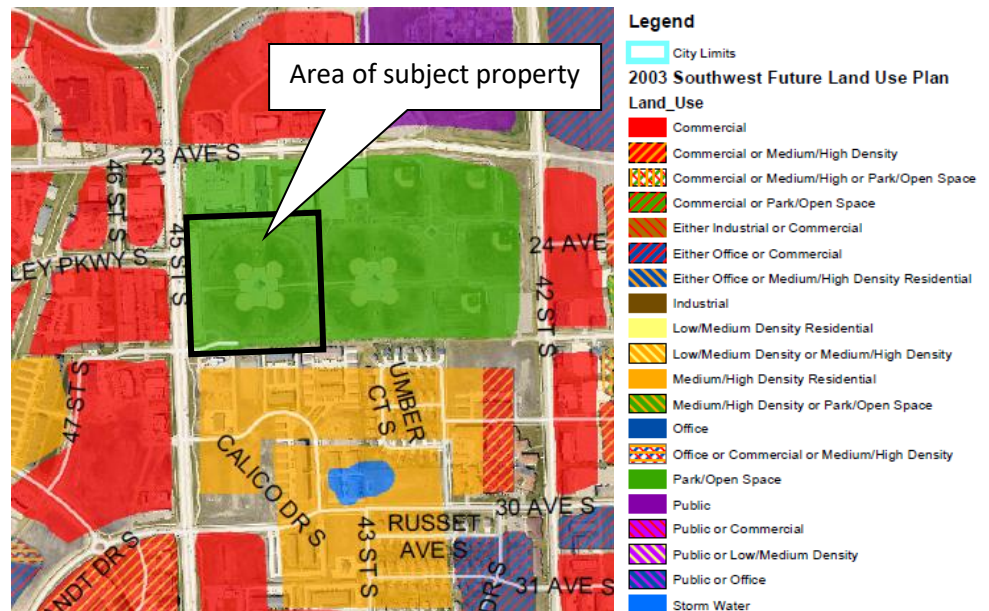 Area of subject property
23 AVE S
46 ST S
45 ST S
LEY PKWY S
24 AVE
42 ST S
47 ST S
UMBER
CT S
CALICO DR S
30 AVE S
43 ST S
RUSSET
AVE S
NDT DR S
DR S
31 AVE S
Legend
City Limits
2003 Southwest Future Land Use Plan
Land_Use
Commercial
Commercial or Medium/High Density
Commercial or Medium/High or Park/Open Space
Commercial or Park/Open Space
Either Industrial or Commercial
Either Office or Commercial
Either Office or Medium/High Density Residential
Industrial
Low/Medium Density Residential
Low/Medium Density or Medium/High Density
Medium/High Density Residential
Medium/High Density or Park/Open Space
Office
Office or Commercial or Medium/High Density
Park/Open Space
Public
Public or Commercial
Public or Low/Medium Density
Public or Office
Storm Water